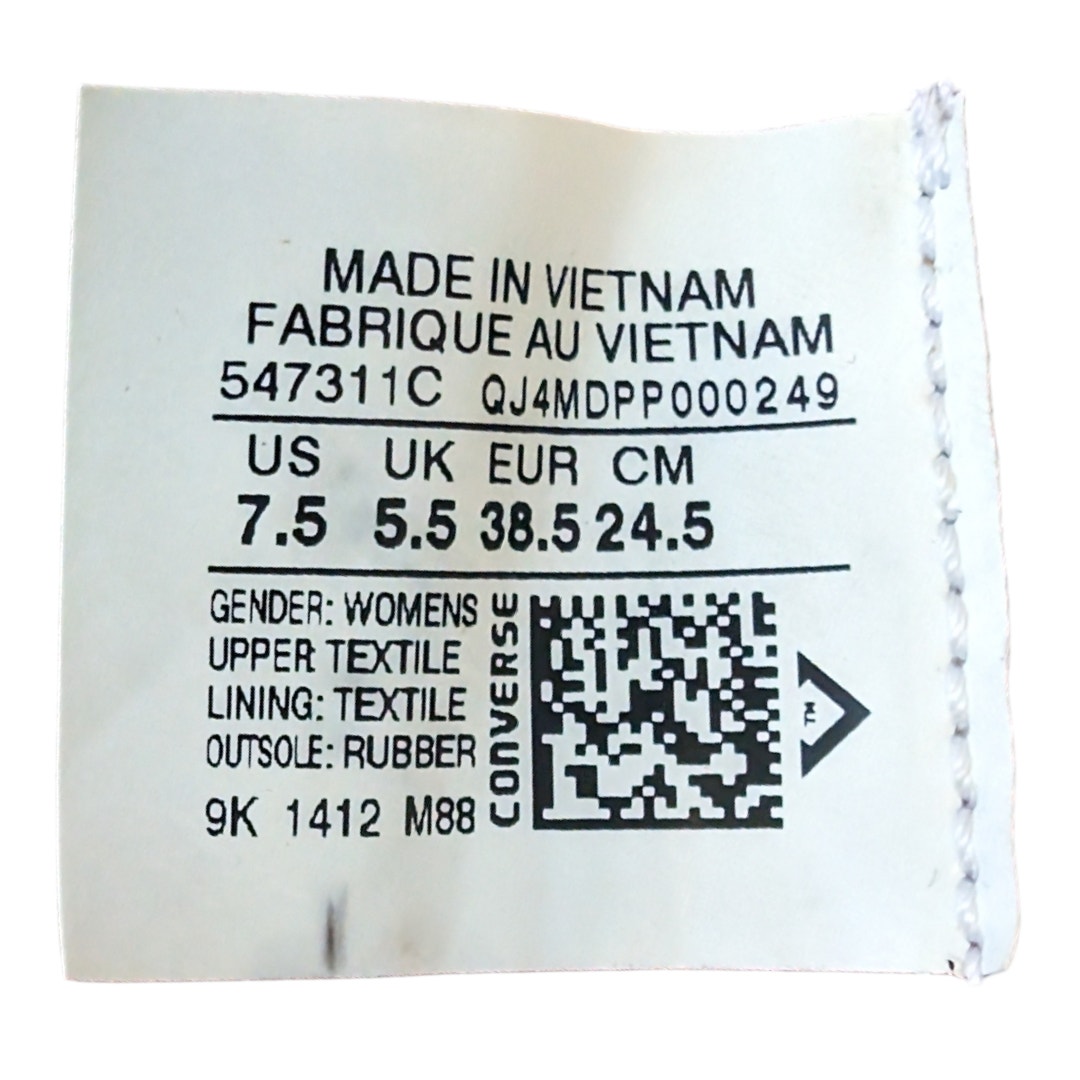 MADE IN VIETNAM
FABRIQUE AU VIETNAM
547311C QJ4MDPP000249
US UK EUR CM
7.5 5.5 38.5 24.5
GENDER: WOMENS
UPPER: TEXTILE
LINING: TEXTILE
OUTSOLE: RUBBER
9K 1412 M88
CONVERSE
TM